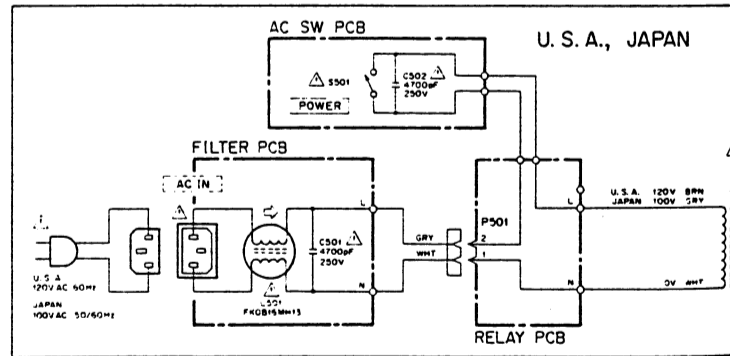 AC SW PCB
U. S. A., JAPAN
S501
C502
4700pF
250V
POWER
FILTER PCB
AC IN
L
C501
4700pF
250V
GRY
WHT
P501
2
1
L
U. S. A. 120V BRN
JAPAN 100V GRY
N
N
0V WHT
U. S. A
120V AC 60Hz
JAPAN
100V AC 50/60Hz
L501
RELAY PCB